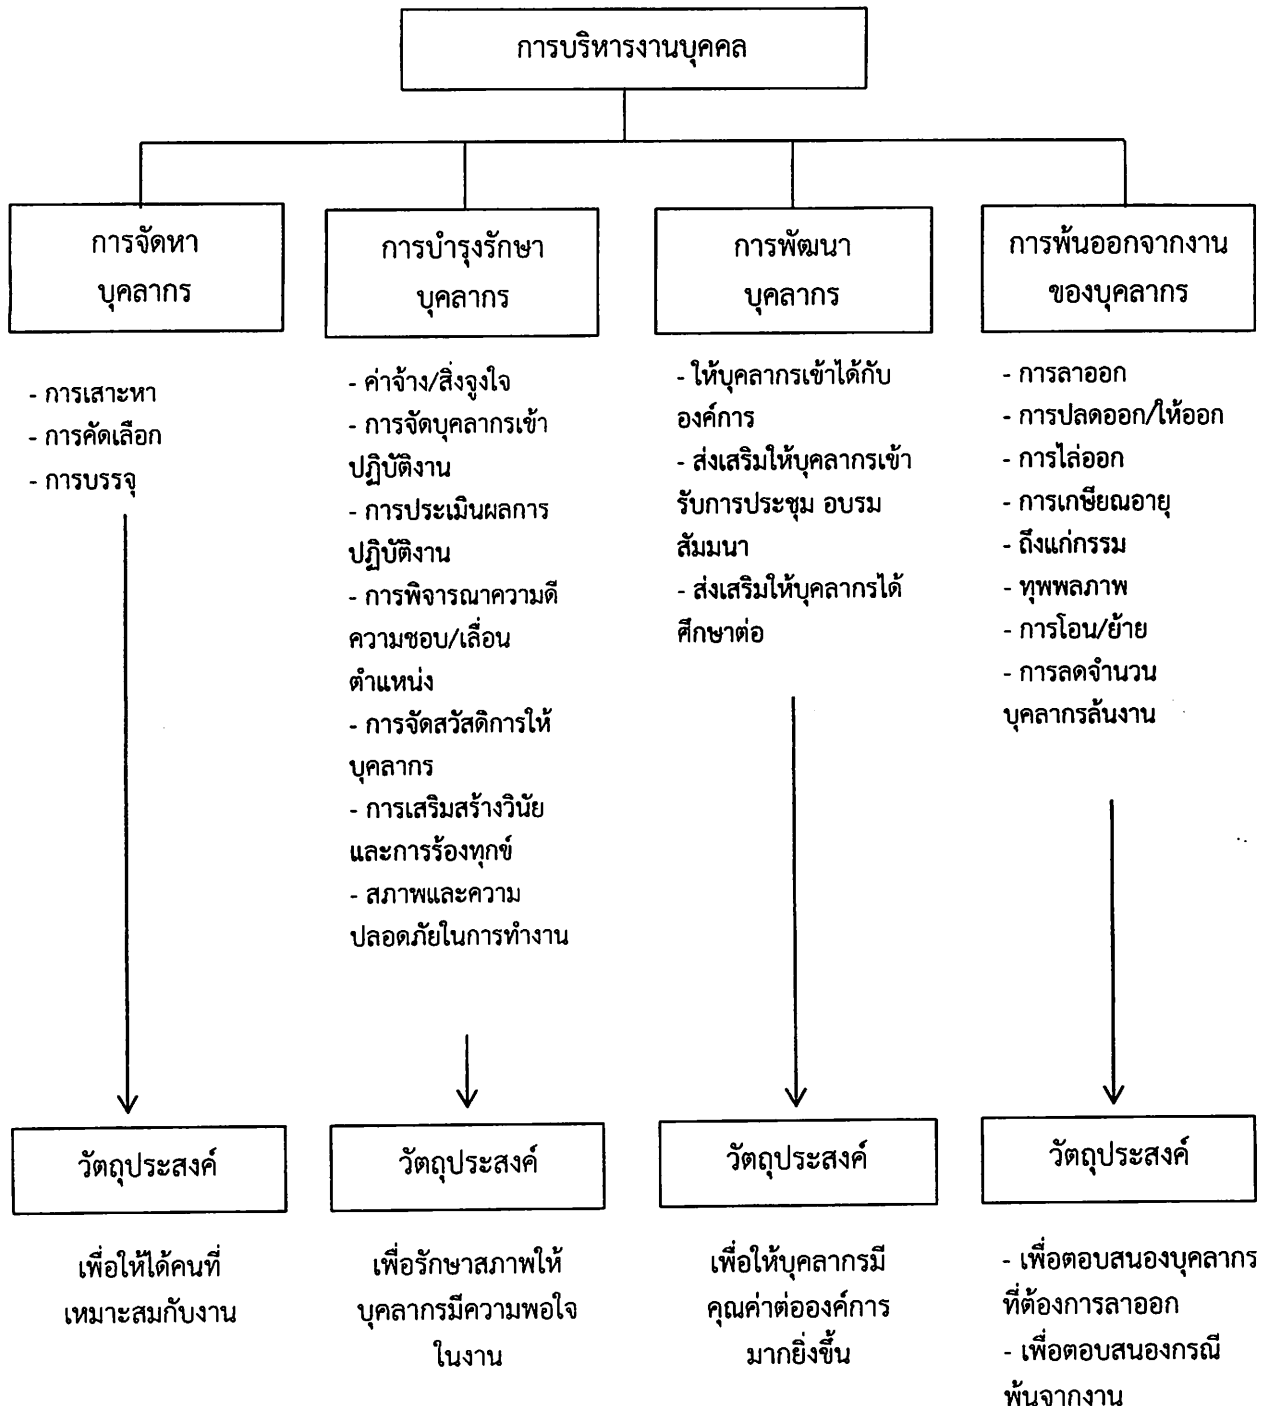 การบริหารงานบุคคล
การจัดหา
บุคลากร
- การเสาะหา
- การคัดเลือก
- การบรรจุ
วัตถุประสงค์
เพื่อให้ได้คนที่
เหมาะสมกับงาน
การบำรุงรักษา
บุคลากร
- ค่าจ้าง/สิ่งจูงใจ
- การจัดบุคลากรเข้า
ปฏิบัติงาน
- การประเมินผลการ
ปฏิบัติงาน
- การพิจารณาความดี
ความชอบ/เลื่อน
ตำแหน่ง
- การจัดสวัสดิการให้
บุคลากร
- การเสริมสร้างวินัย
และการร้องทุกข์
- สภาพและความ
ปลอดภัยในการทำงาน
วัตถุประสงค์
เพื่อรักษาสภาพให้
บุคลากรมีความพอใจ
ในงาน
การพัฒนา
บุคลากร
- ให้บุคลากรเข้าได้กับ
องค์การ
- ส่งเสริมให้บุคลากรเข้า
รับการประชุม อบรม
สัมมนา
- ส่งเสริมให้บุคลากรได้
ศึกษาต่อ
วัตถุประสงค์
เพื่อให้บุคลากรมี
คุณค่าต่อองค์การ
มากยิ่งขึ้น
การพ้นออกจากงาน
ของบุคลากร
- การลาออก
- การปลดออก/ให้ออก
- การไล่ออก
- การเกษียณอายุ
- ถึงแก่กรรม
- ทุพพลภาพ
- การโอน/ย้าย
- การลดจำนวน
บุคลากรล้นงาน
วัตถุประสงค์
- เพื่อตอบสนองบุคลากร
ที่ต้องการลาออก
- เพื่อตอบสนองกรณี
พ้นจากงาน